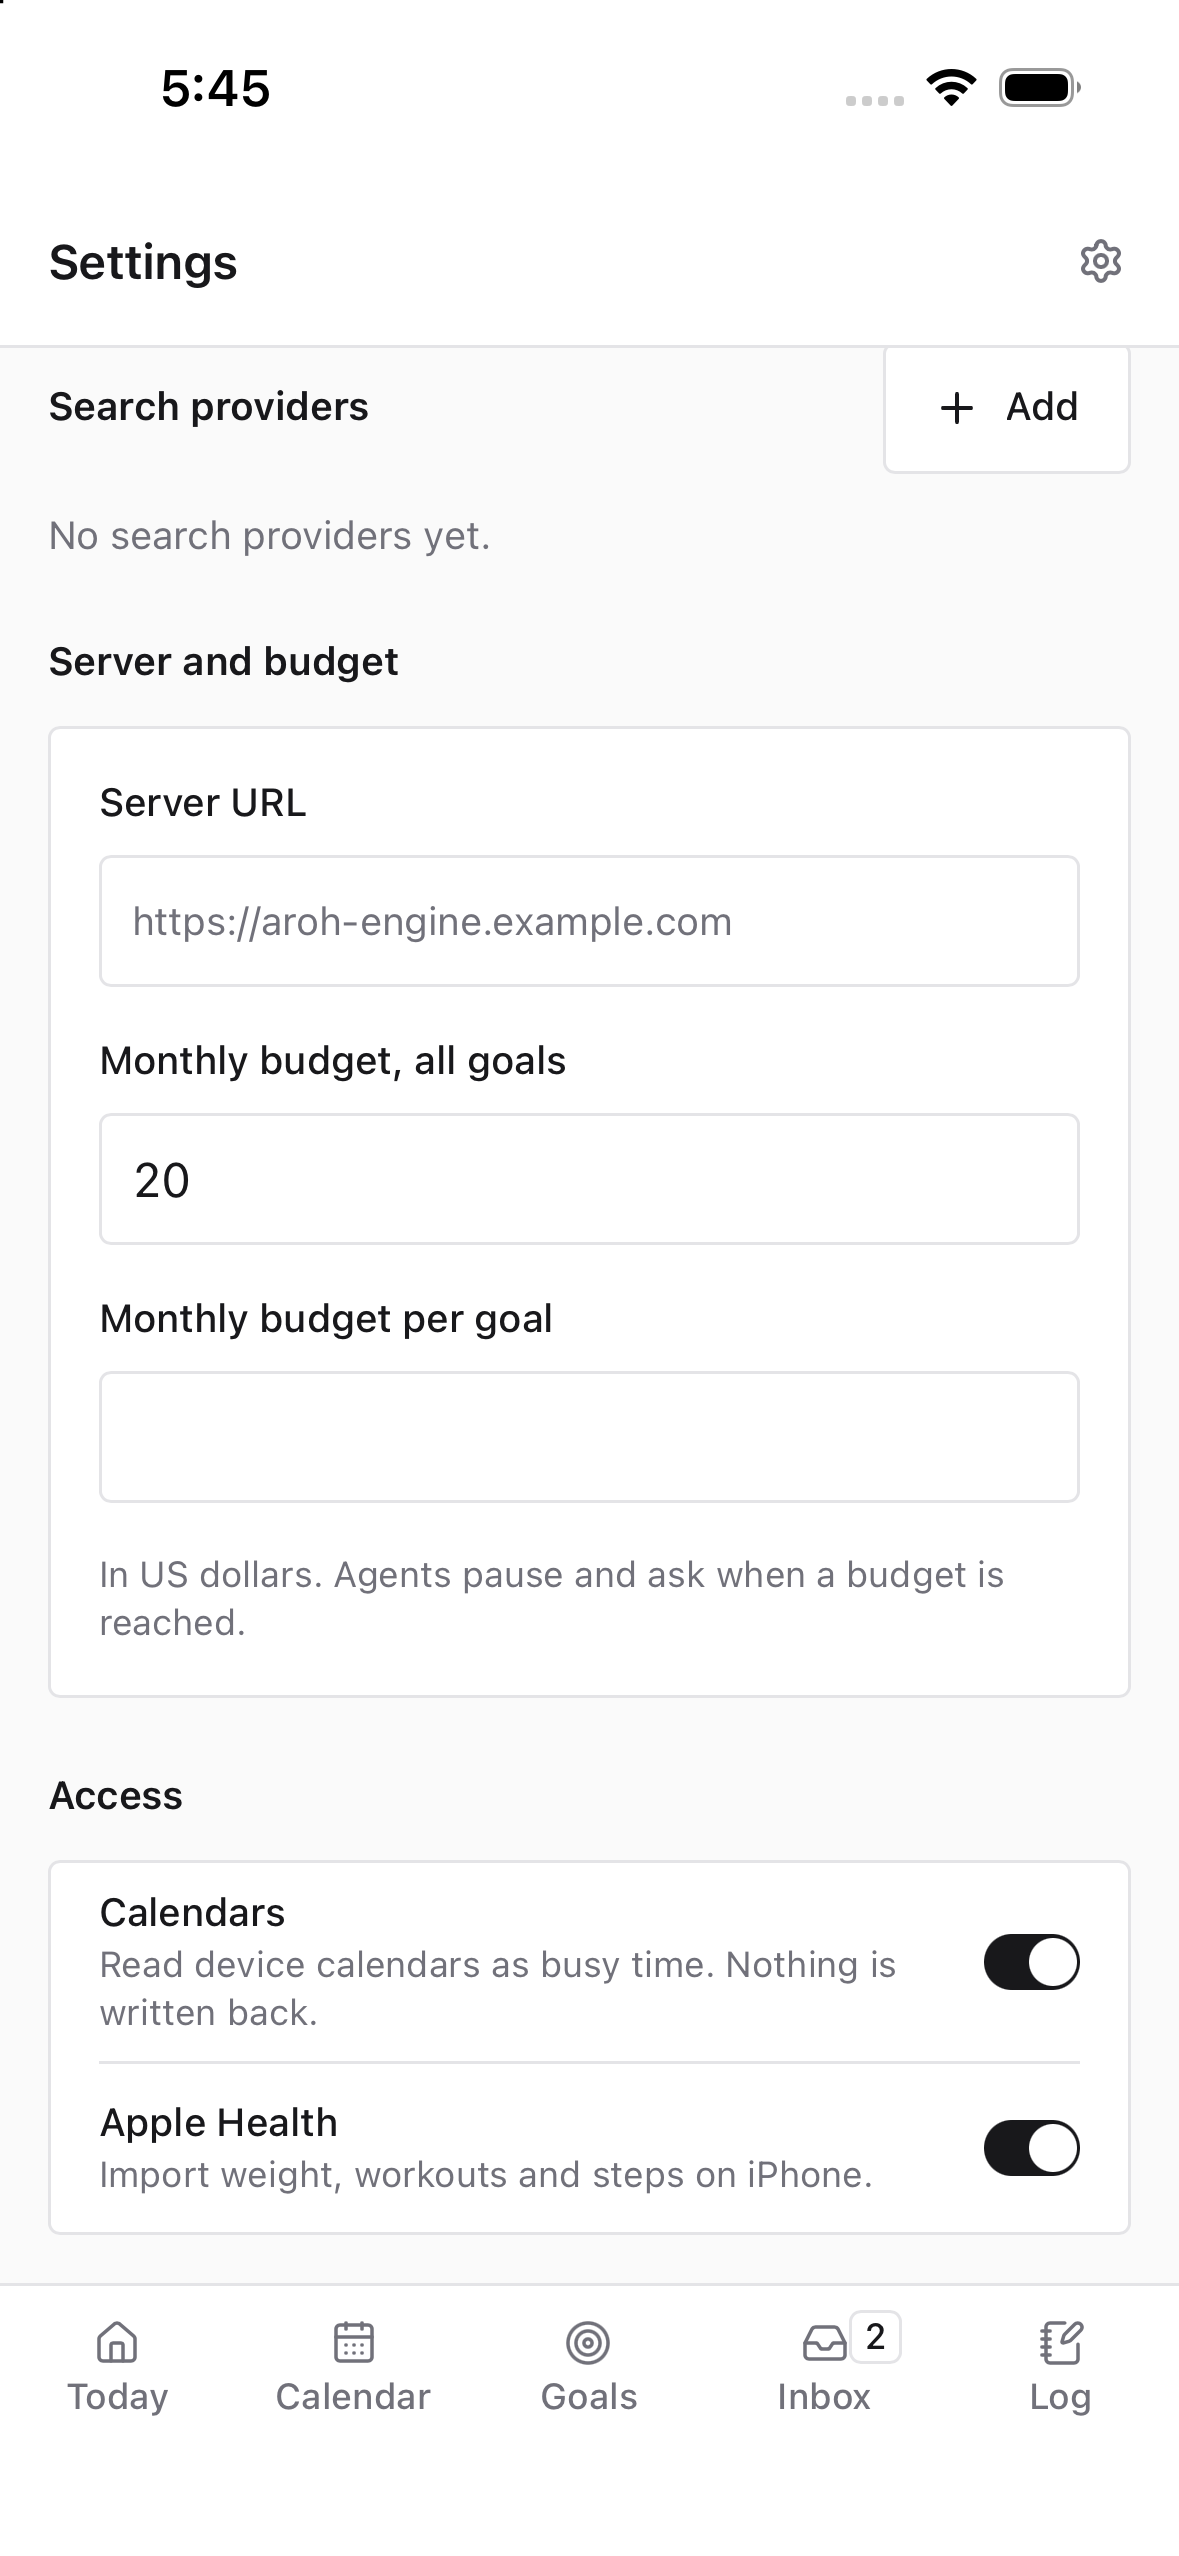 5:45
Settings
Search providers
Add
No search providers yet.
Server and budget
Server URL
https://aroh-engine.example.com
Monthly budget, all goals
20
Monthly budget per goal
In US dollars. Agents pause and ask when a budget is
reached.
Access
Calendars
Read device calendars as busy time. Nothing is
written back.
Apple Health
Import weight, workouts and steps on iPhone.
2
Today
Calendar
Goals
Inbox
Log